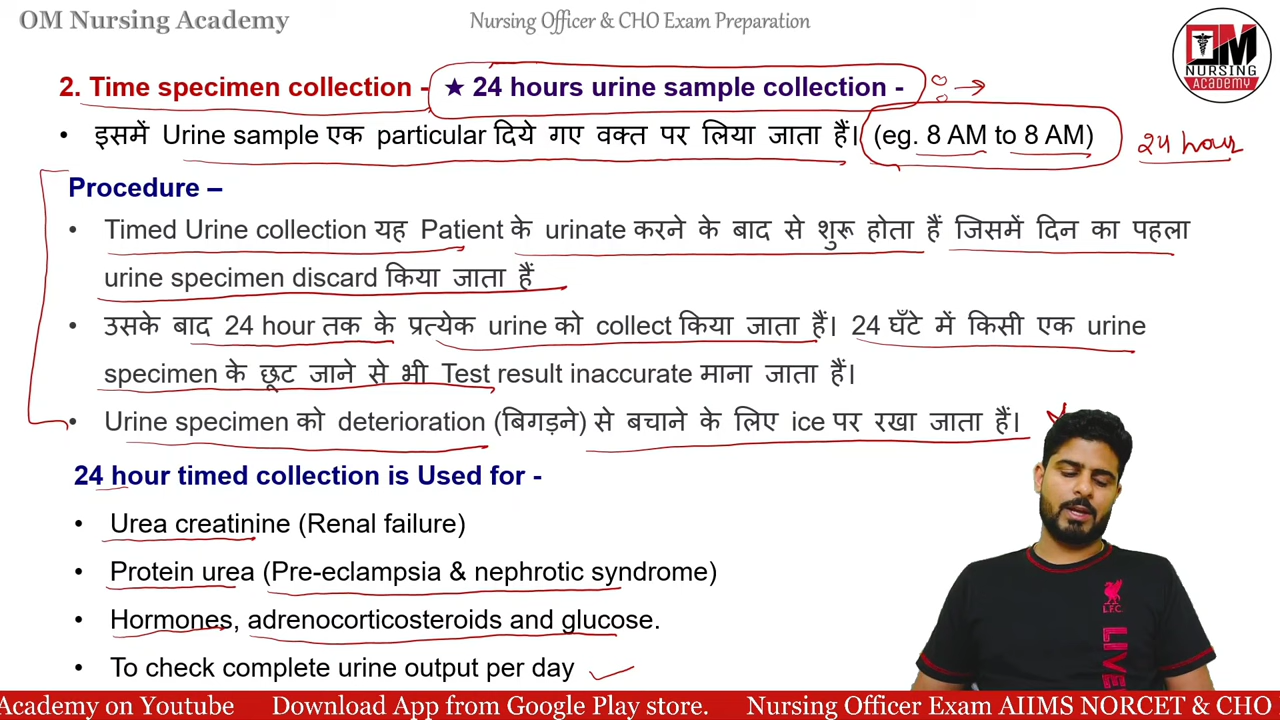 OM Nursing Academy
Nursing Officer & CHO Exam Preparation
OM
NURSING
ACADEMY
2. Time specimen collection - ★ 24 hours urine sample collection -
• इसमें Urine sample एक particular दिये गए वक्त पर लिया जाता हैं। (eg. 8 AM to 8 AM)
24 hour
Procedure –
• Timed Urine collection यह Patient के urinate करने के बाद से शुरू होता हैं जिसमें दिन का पहला
urine specimen discard किया जाता हैं
• उसके बाद 24 hour तक के प्रत्येक urine को collect किया जाता हैं। 24 घँटे में किसी एक urine
specimen के छूट जाने से भी Test result inaccurate माना जाता हैं।
• Urine specimen को deterioration (बिगड़ने) से बचाने के लिए ice पर रखा जाता हैं।
24 hour timed collection is Used for -
• Urea creatinine (Renal failure)
• Protein urea (Pre-eclampsia & nephrotic syndrome)
• Hormones, adrenocorticosteroids and glucose.
• To check complete urine output per day
L.F.C.
LIVE
Academy on Youtube Download App from Google Play store. Nursing Officer Exam AIIMS NORCET & CHO